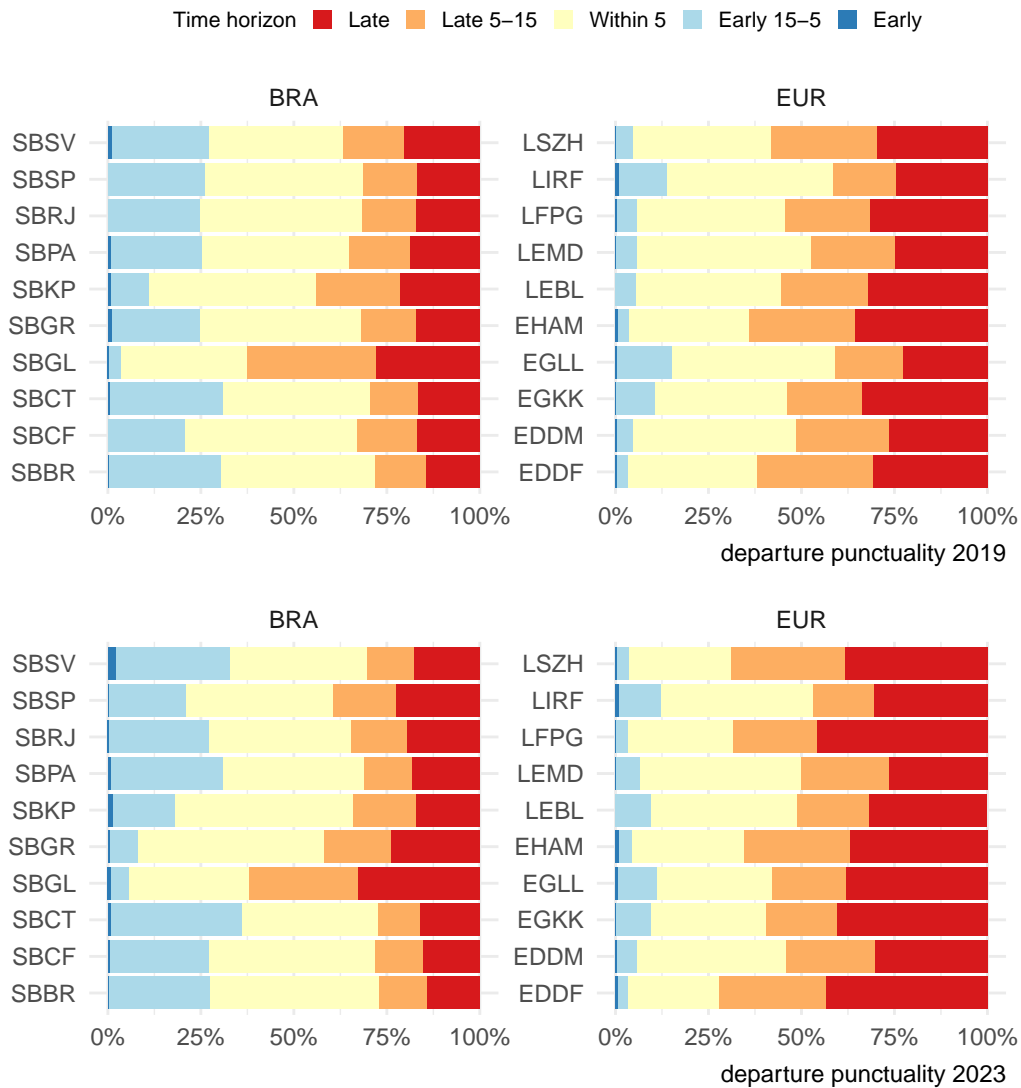 Time horizon Late Late 5−15 Within 5 Early 15−5 Early
BRA EUR
SBSV LSZH
SBSP LIRF
SBRJ LFPG
SBPA LEMD
SBKP LEBL
SBGR EHAM
SBGL EGLL
SBCT EGKK
SBCF EDDM
SBBR EDDF
0% 25% 50% 75% 100% 0% 25% 50% 75% 100%
departure punctuality 2019
BRA EUR
SBSV LSZH
SBSP LIRF
SBRJ LFPG
SBPA LEMD
SBKP LEBL
SBGR EHAM
SBGL EGLL
SBCT EGKK
SBCF EDDM
SBBR EDDF
0% 25% 50% 75% 100% 0% 25% 50% 75% 100%
departure punctuality 2023